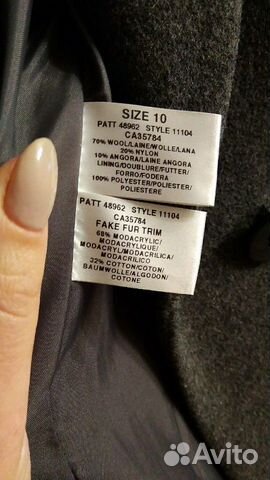 SIZE 10
PATT 48962 STYLE 11104
CA35784
70% WOOL/LAINE/WOLLE/LANA
20% NYLON
10% ANGORA/LAINE ANGORA
LINING/DOUBLURE/FUTTER/
FORRO/FODERA
100% POLYESTER/POLIESTER/
POLIESTERE
PATT 48962 STYLE 11104
CA35784
FAKE FUR TRIM
68% MODACRYLIC/
MODACRYLIQUE/
MODACRYL/MODACRILICA/
MODACRILICO
32% COTTON/COTON/
BAUMWOLLE/ALGODON/
COTONE
Avito